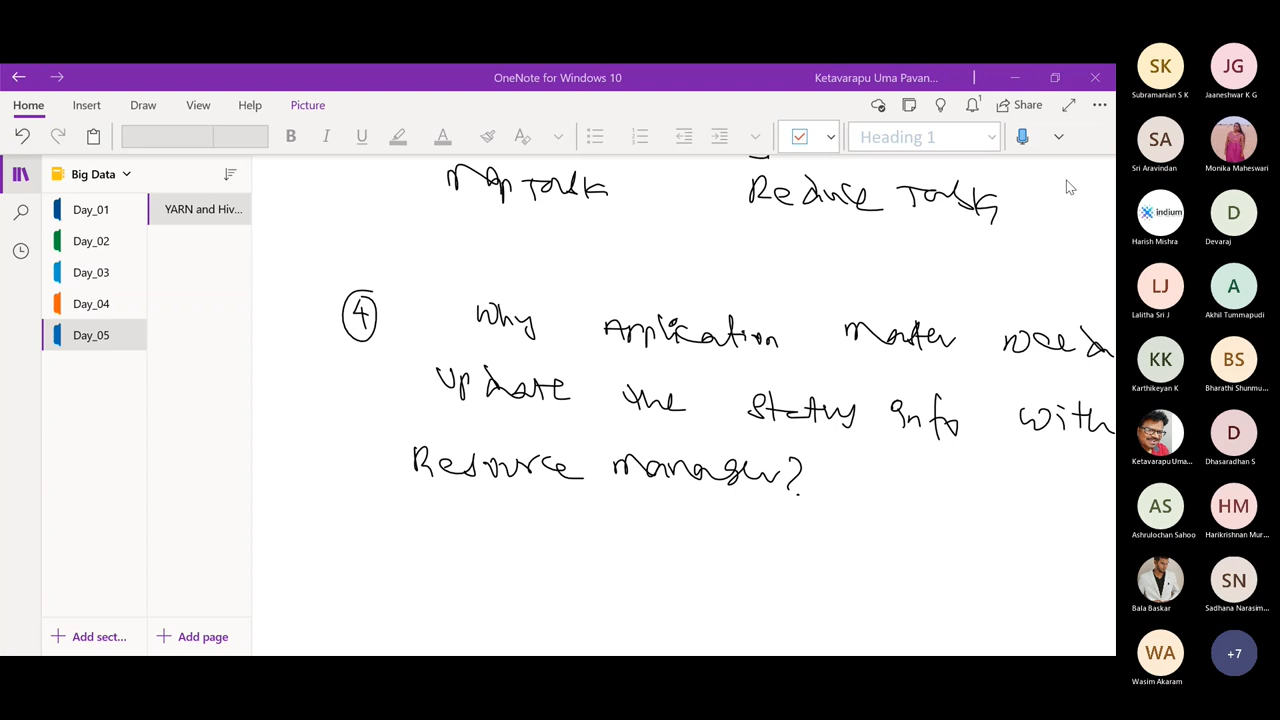 OneNote for Windows 10
Ketavarapu Uma Pavan...
Home Insert Draw View Help Picture
Share
Heading 1
Big Data
Day_01
Day_02
Day_03
Day_04
Day_05
YARN and Hiv...
Add sect...
Add page
Map Task Reduce Task
4 Why Application Master need
update the status info with
Resource manager?
SK JG
Subramanian S K Jaaneshwar K G
SA
Sri Aravindan Monika Maheswari
indium D
Harish Mishra Devaraj
LJ A
Lalitha Sri J Akhil Tummapudi
KK BS
Karthikeyan K Bharathi Shunmu...
D
Ketavarapu Uma... Dhasaradhan S
AS HM
Ashrulochan Sahoo Harikrishnan Mur...
SN
Bala Baskar Sadhana Narasim...
WA +7
Wasim Akaram